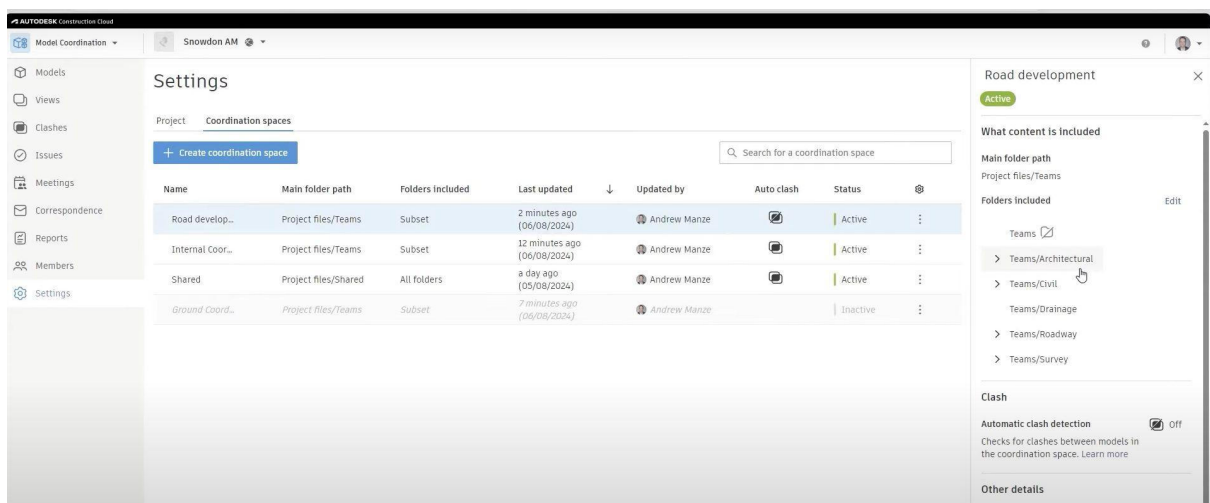 AUTODESK Construction Cloud
Model Coordination
Snowdon AM
Models
Views
Clashes
Issues
Meetings
Correspondence
Reports
Members
Settings
Settings
Project Coordination spaces
+ Create coordination space
Search for a coordination space
Name Main folder path Folders included Last updated ↓ Updated by Auto clash Status
Road develop... Project files/Teams Subset 2 minutes ago (06/08/2024) Andrew Manze Active
Internal Coor... Project files/Teams Subset 12 minutes ago (06/08/2024) Andrew Manze Active
Shared Project files/Shared All folders a day ago (05/08/2024) Andrew Manze Active
Ground Coord... Project files/Teams Subset 7 minutes ago (06/08/2024) Andrew Manze Inactive
Road development
Active
What content is included
Main folder path
Project files/Teams
Folders included Edit
Teams
Teams/Architectural
Teams/Civil
Teams/Drainage
Teams/Roadway
Teams/Survey
Clash
Automatic clash detection Off
Checks for clashes between models in
the coordination space. Learn more
Other details